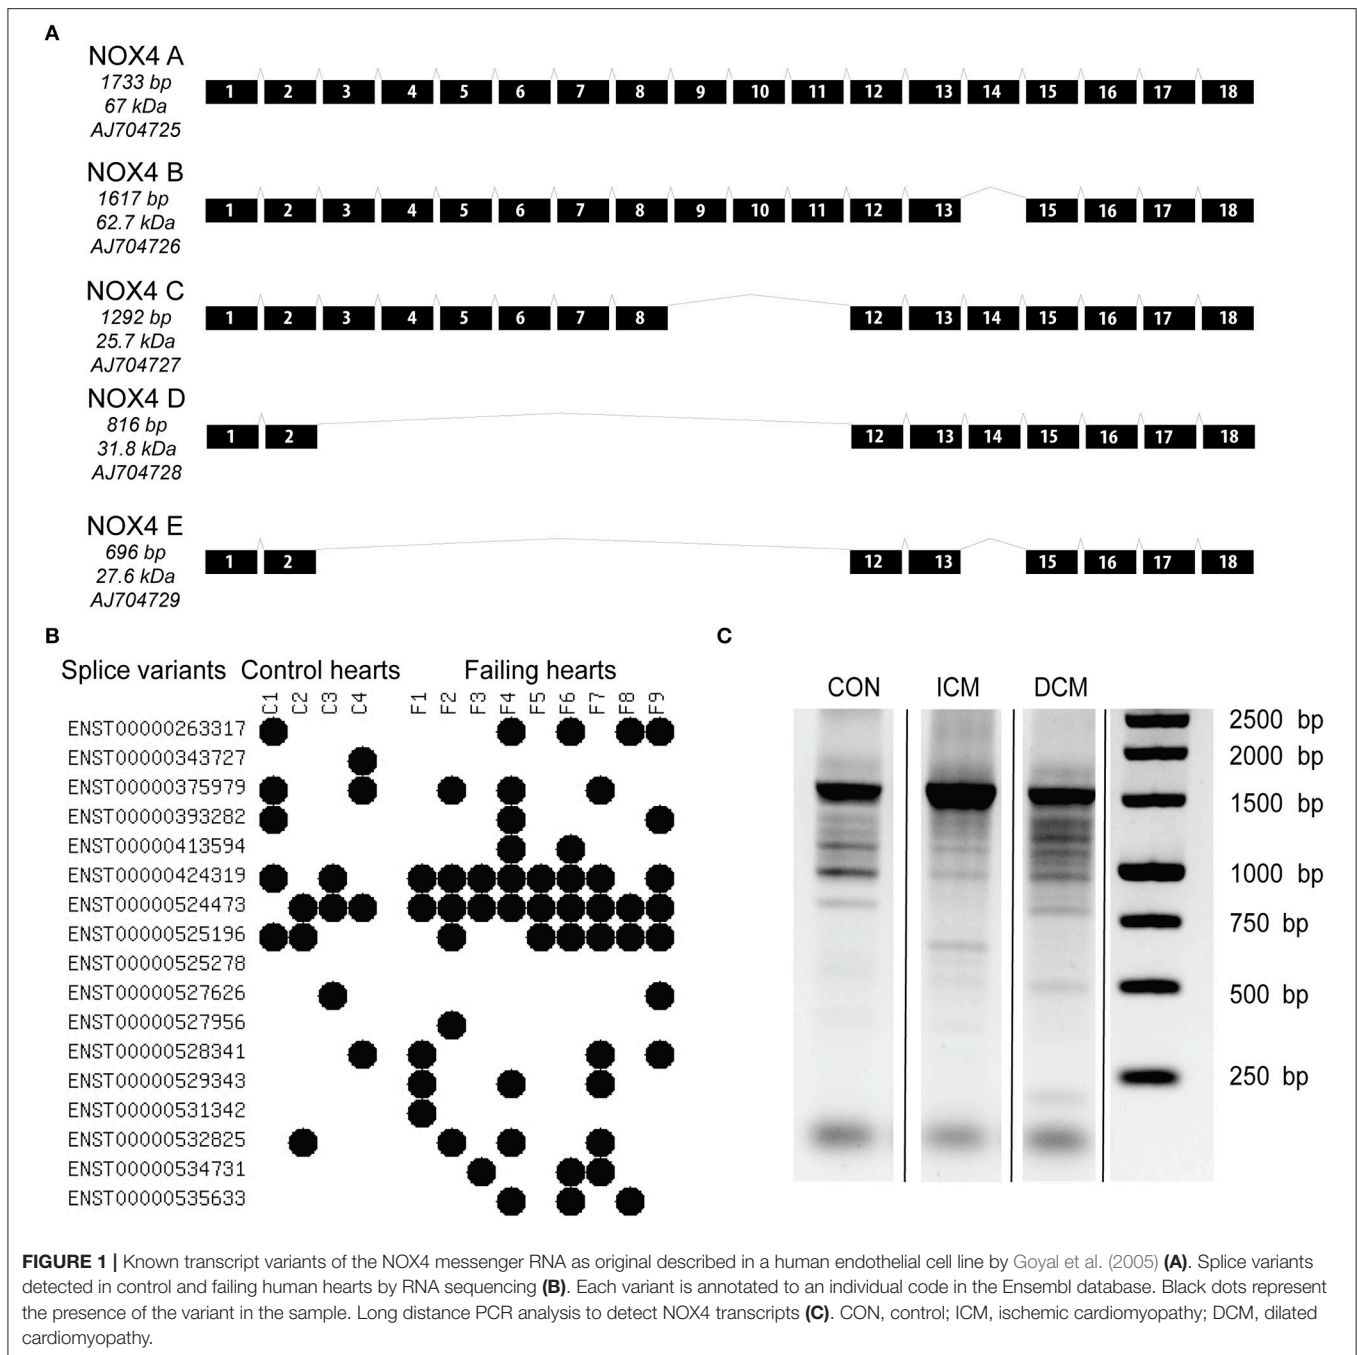 A
NOX4 A
1733 bp
67 kDa
AJ704725
1 2 3 4 5 6 7 8 9 10 11 12 13 14 15 16 17 18
NOX4 B
1617 bp
62.7 kDa
AJ704726
1 2 3 4 5 6 7 8 9 10 11 12 13 15 16 17 18
NOX4 C
1292 bp
25.7 kDa
AJ704727
1 2 3 4 5 6 7 8 12 13 14 15 16 17 18
NOX4 D
816 bp
31.8 kDa
AJ704728
1 2 12 13 14 15 16 17 18
NOX4 E
696 bp
27.6 kDa
AJ704729
1 2 12 13 15 16 17 18
B
Splice variants Control hearts Failing hearts
C1 C2 C3 C4 F1 F2 F3 F4 F5 F6 F7 F8 F9
ENST00000263317
ENST00000343727
ENST00000375979
ENST00000393282
ENST00000413594
ENST00000424319
ENST00000524473
ENST00000525196
ENST00000525278
ENST00000527626
ENST00000527956
ENST00000528341
ENST00000529343
ENST00000531342
ENST00000532825
ENST00000534731
ENST00000535633
C
CON ICM DCM
2500 bp
2000 bp
1500 bp
1000 bp
750 bp
500 bp
250 bp
FIGURE 1 | Known transcript variants of the NOX4 messenger RNA as original described in a human endothelial cell line by Goyal et al. (2005) (A). Splice variants
detected in control and failing human hearts by RNA sequencing (B). Each variant is annotated to an individual code in the Ensembl database. Black dots represent
the presence of the variant in the sample. Long distance PCR analysis to detect NOX4 transcripts (C). CON, control; ICM, ischemic cardiomyopathy; DCM, dilated
cardiomyopathy.